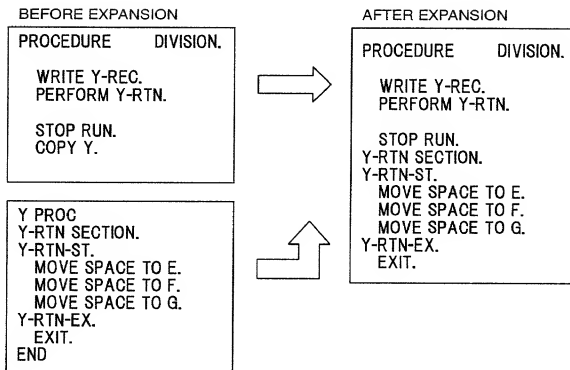 BEFORE EXPANSION
PROCEDURE DIVISION.
WRITE Y-REC.
PERFORM Y-RTN.
STOP RUN.
COPY Y.
Y PROC
Y-RTN SECTION.
Y-RTN-ST.
MOVE SPACE TO E.
MOVE SPACE TO F.
MOVE SPACE TO G.
Y-RTN-EX.
EXIT.
END
AFTER EXPANSION
PROCEDURE DIVISION.
WRITE Y-REC.
PERFORM Y-RTN.
STOP RUN.
Y-RTN SECTION.
Y-RTN-ST.
MOVE SPACE TO E.
MOVE SPACE TO F.
MOVE SPACE TO G.
Y-RTN-EX.
EXIT.